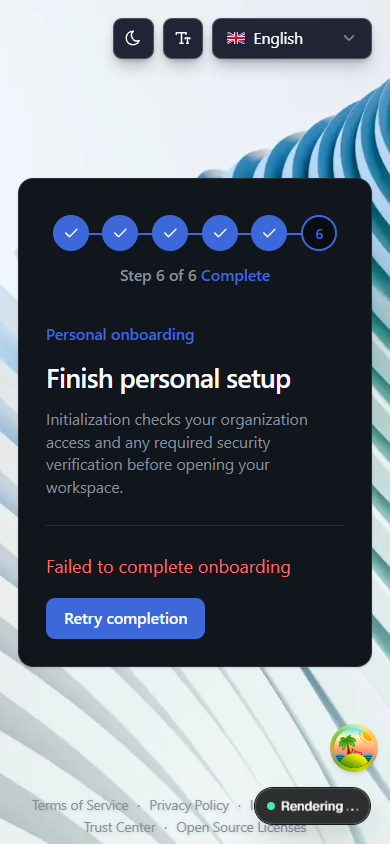 English
6
Step 6 of 6 Complete
Personal onboarding
Finish personal setup
Initialization checks your organization
access and any required security
verification before opening your
workspace.
Failed to complete onboarding
Retry completion
Terms of Service · Privacy Policy ·
Rendering ...
Trust Center · Open Source Licenses